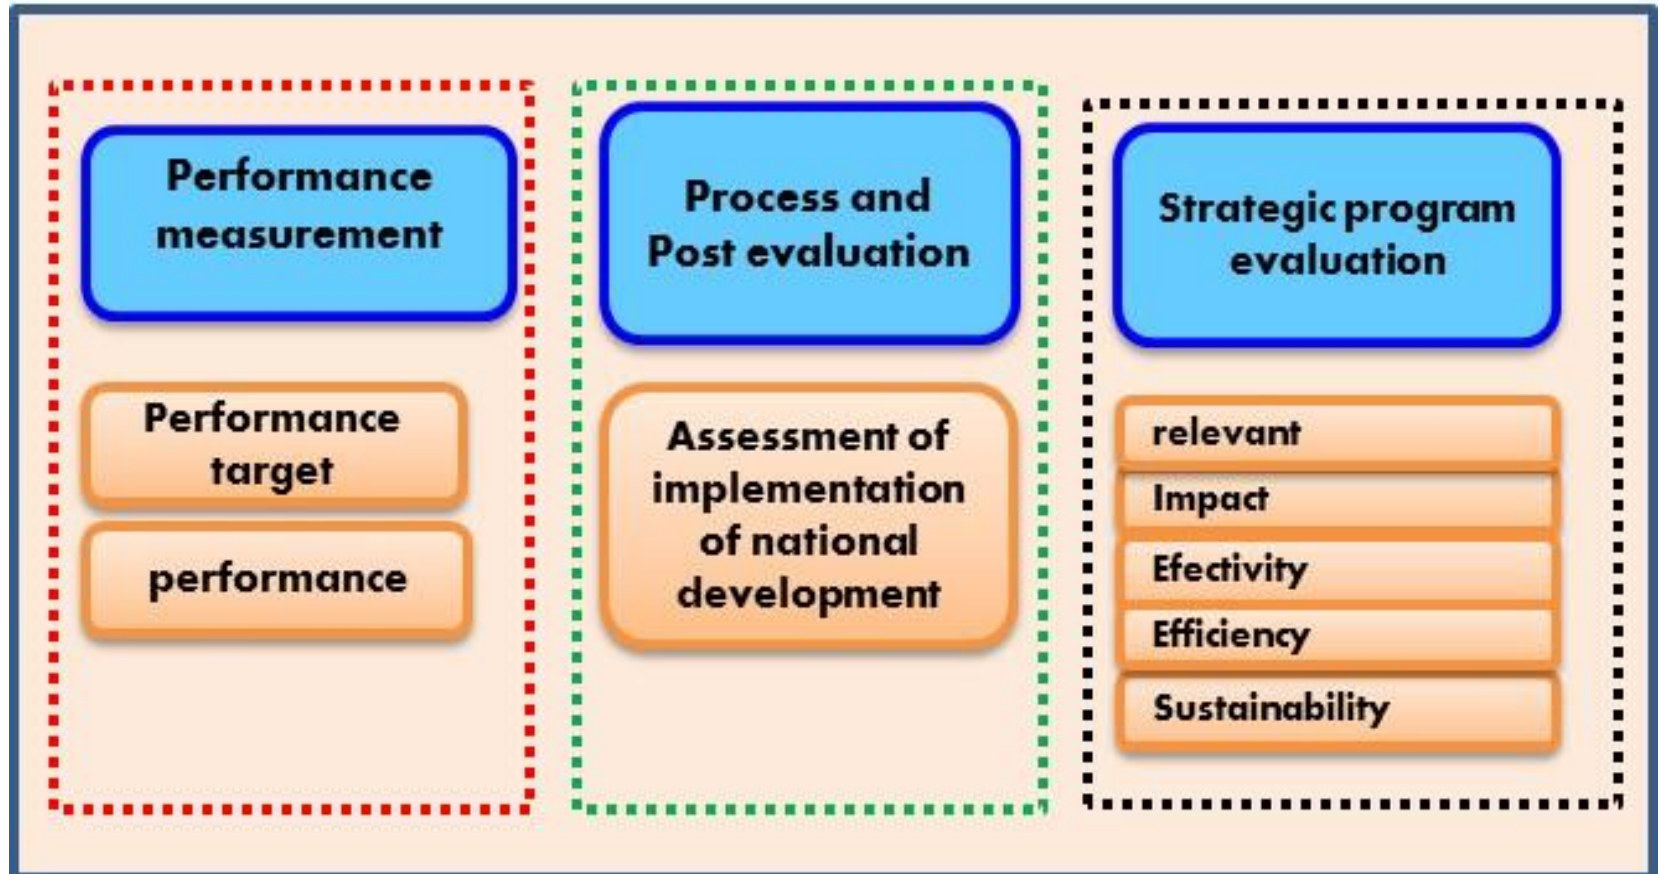 Performance
measurement
Performance
target
performance
Process and
Post evaluation
Assessment of
implementation
of national
development
Strategic program
evaluation
relevant
Impact
Efectivity
Efficiency
Sustainability